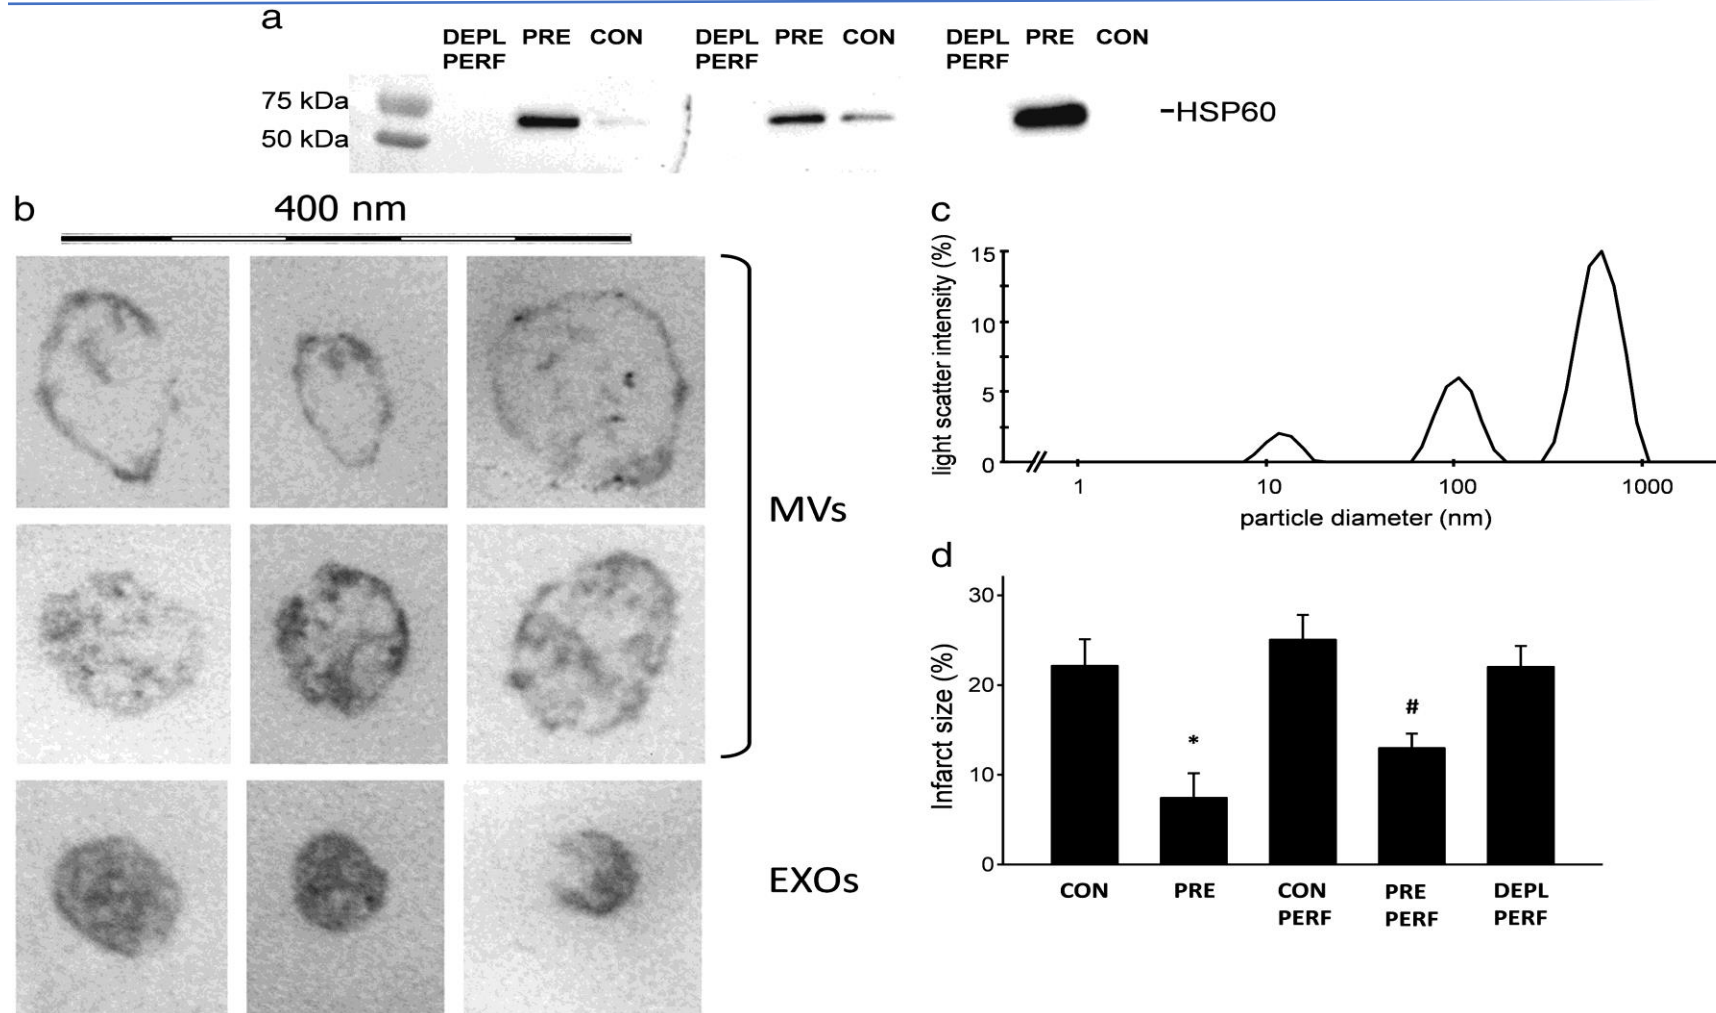 a
DEPL PRE CON DEPL PRE CON DEPL PRE CON
PERF PERF PERF
75 kDa
50 kDa
-HSP60
b
400 nm
MVs
EXOs
c
light scatter intensity (%)
15
10
5
0
1 10 100 1000
particle diameter (nm)
d
Infarct size (%)
30
20
10
0
*
#
CON PRE CON PRE DEPL
PERF PERF PERF